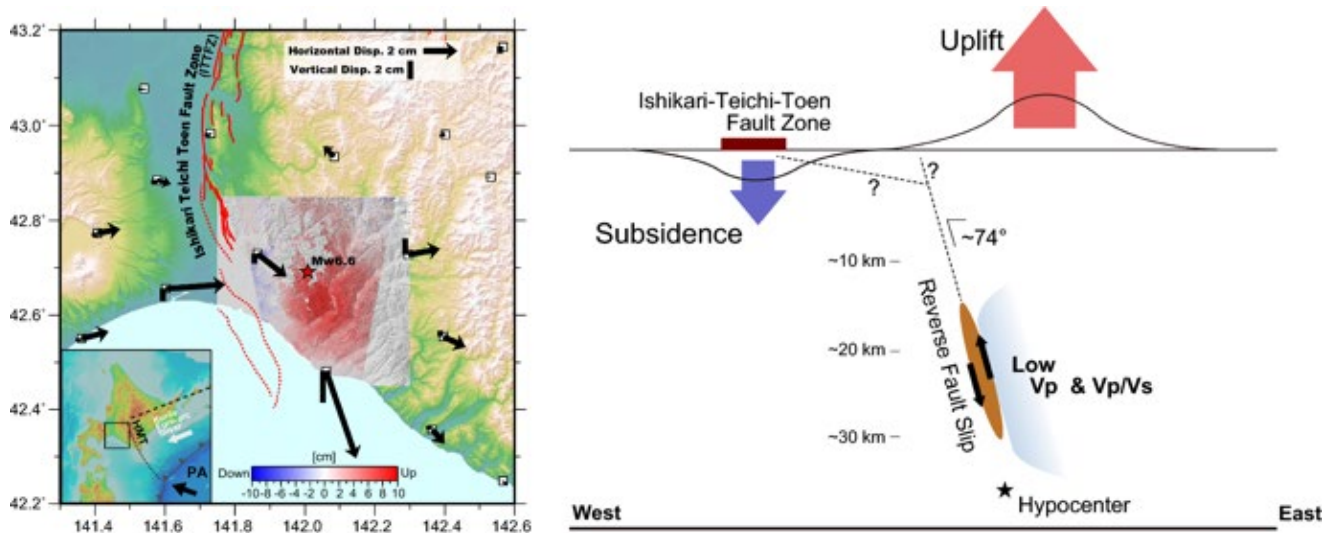 43.2°
43.0°
42.8°
42.6°
42.4°
42.2°
141.4 141.6 141.8 142.0 142.2 142.4 142.6
Ishikari Teichi Toen Fault Zone
(ITFZ)
Horizontal Disp. 2 cm
Vertical Disp. 2 cm
Mw6.6
HMT
PA
[cm]
Down
Up
-10 -8 -6 -4 -2 0 2 4 6 8 10
Uplift
Ishikari-Teichi-Toen
Fault Zone
?
?
Subsidence
~74°
~10 km
~20 km
~30 km
Reverse Fault Slip
Low
Vp & Vp/Vs
Hypocenter
West
East